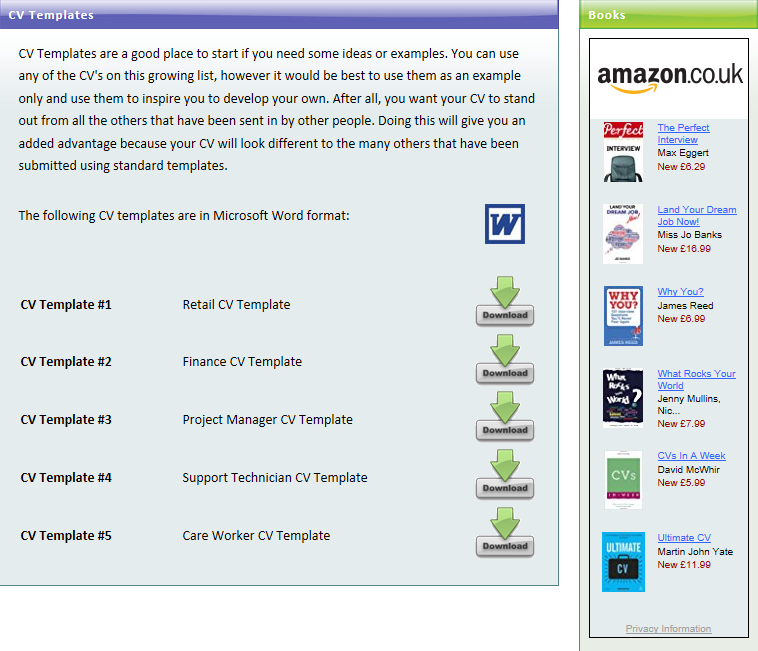 CV Templates
CV Templates are a good place to start if you need some ideas or examples. You can use
any of the CV's on this growing list, however it would be best to use them as an example
only and use them to inspire you to develop your own. After all, you want your CV to stand
out from all the others that have been sent in by other people. Doing this will give you an
added advantage because your CV will look different to the many others that have been
submitted using standard templates.
The following CV templates are in Microsoft Word format:
W
CV Template #1 Retail CV Template Download
CV Template #2 Finance CV Template Download
CV Template #3 Project Manager CV Template Download
CV Template #4 Support Technician CV Template Download
CV Template #5 Care Worker CV Template Download
Books
amazon.co.uk
Perfect
INTERVIEW
The Perfect
Interview
Max Eggert
New £6.29
LAND YOUR
DREAM JOB
Now!
JO BANKS
Land Your Dream
Job Now!
Miss Jo Banks
New £16.99
WHY
YOU?
JAMES REED
Why You?
James Reed
New £6.99
What
Rocks
World
?
What Rocks Your
World
Jenny Mullins,
Nic...
New £7.99
CVs
CVs In A Week
David McWhir
New £5.99
ULTIMATE
CV
Ultimate CV
Martin John Yate
New £11.99
Privacy Information